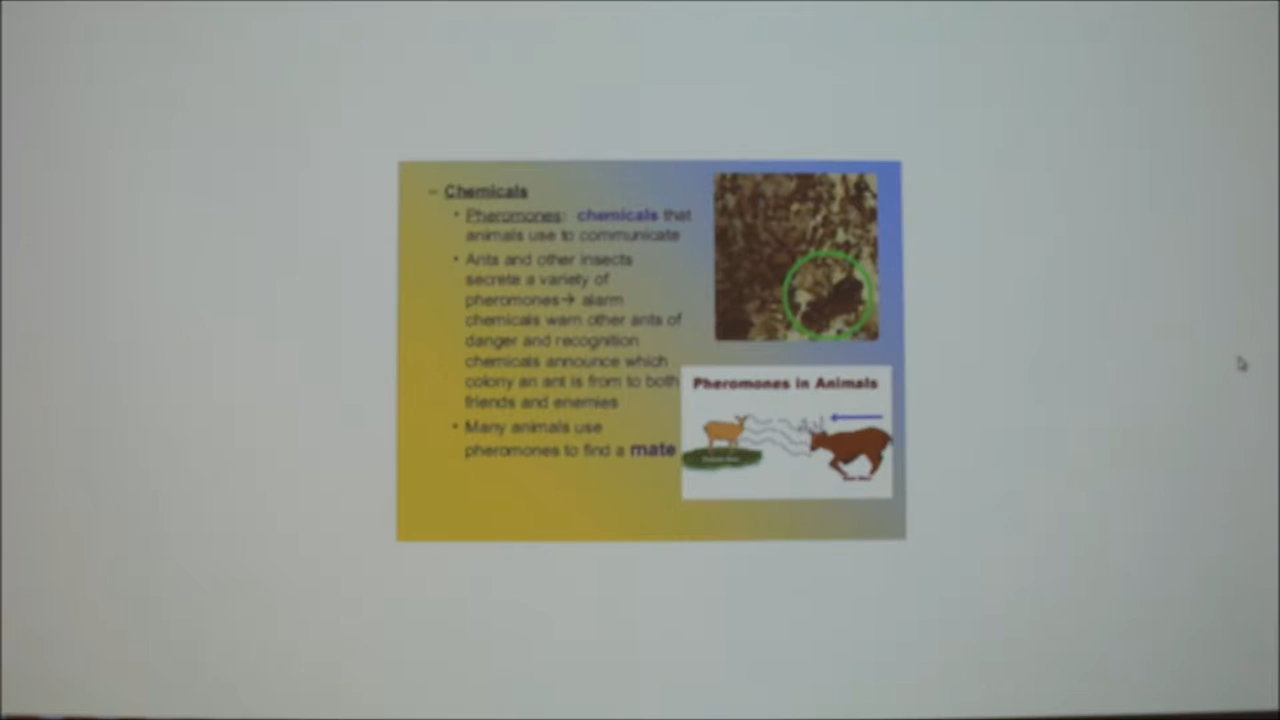 – Chemicals
• Pheromones: chemicals that
animals use to communicate
• Ants and other insects
secrete a variety of
pheromones→ alarm
chemicals warn other ants of
danger and recognition
chemicals announce which
colony an ant is from to both
friends and enemies
• Many animals use
pheromones to find a mate
Pheromones in Animals